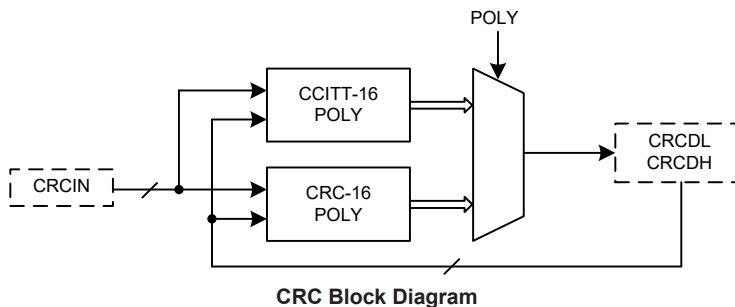 POLY
CCITT-16
POLY
CRCDL
CRCDH
CRCIN
CRC-16
POLY
CRC Block Diagram